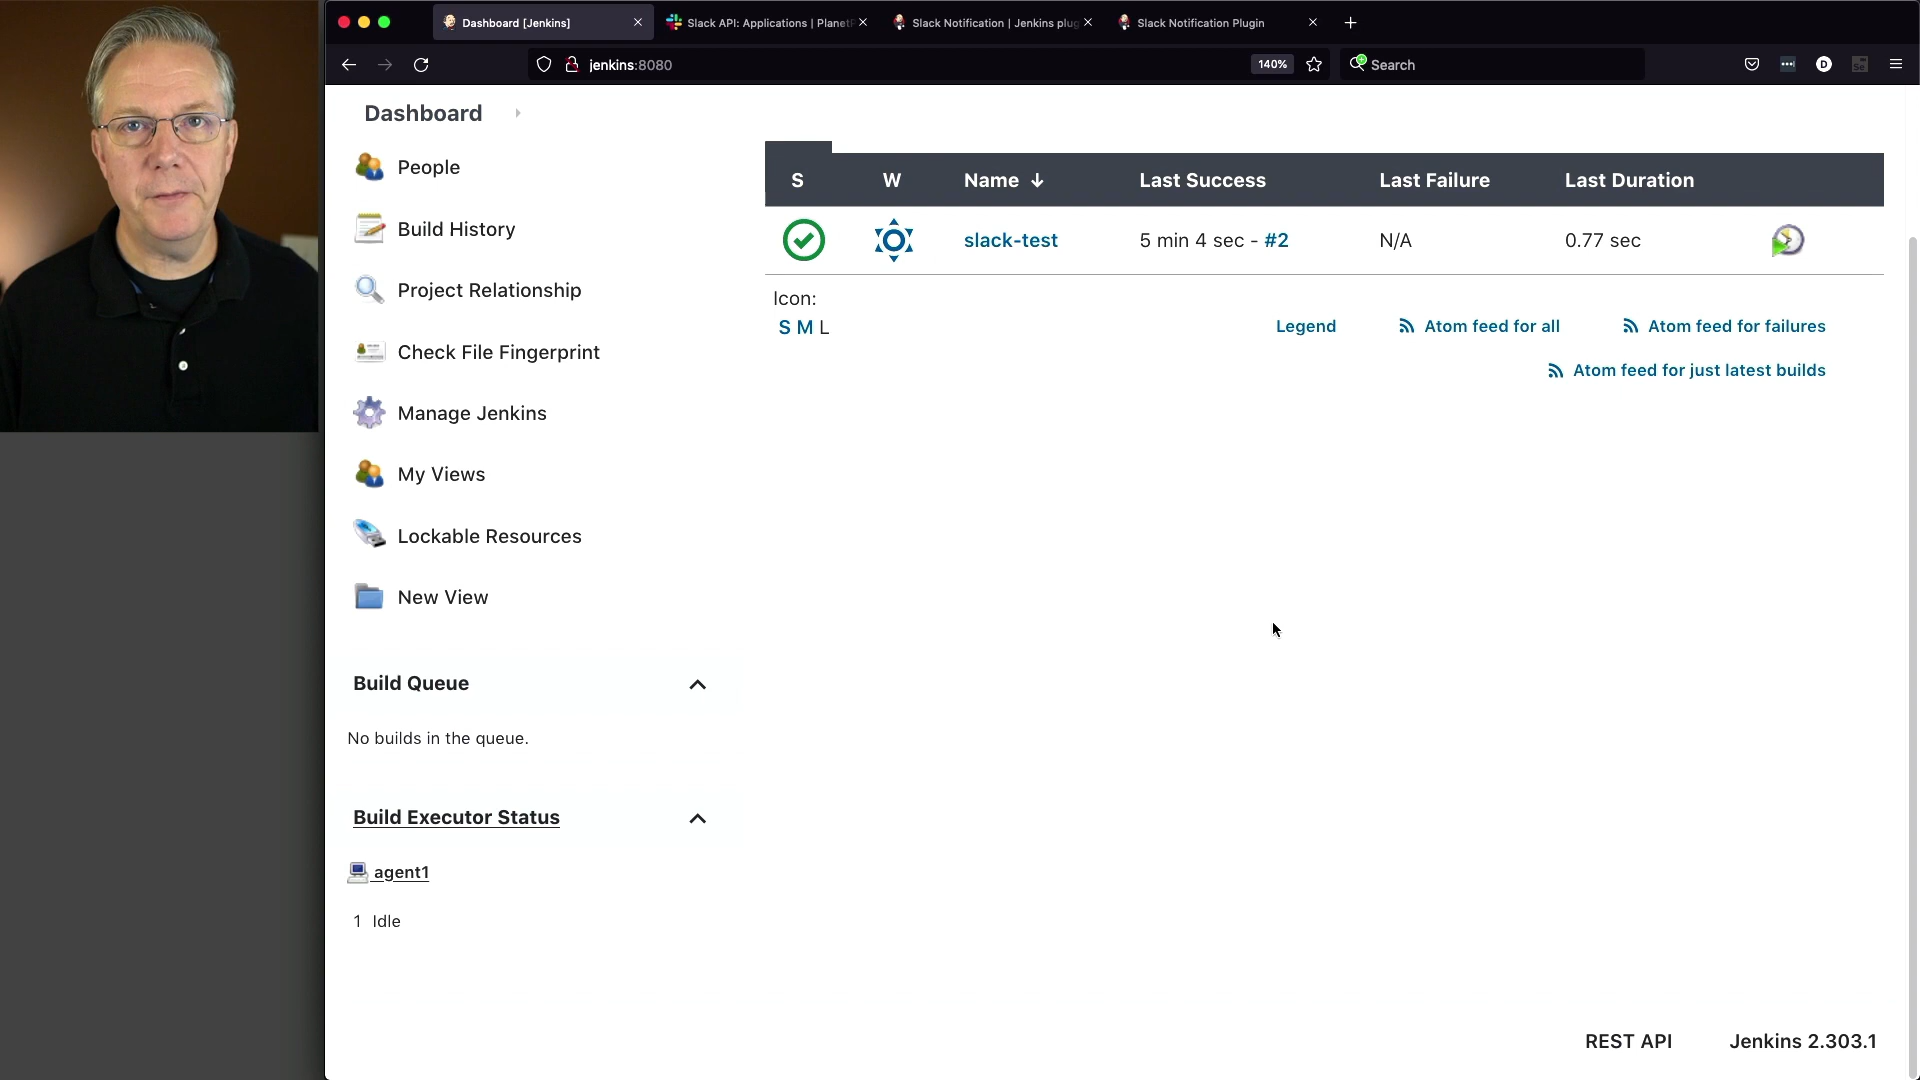 Dashboard [Jenkins]
Slack API: Applications | Planet
Slack Notification | Jenkins plug
Slack Notification Plugin
jenkins:8080
140%
Search
Dashboard
People
Build History
Project Relationship
Check File Fingerprint
Manage Jenkins
My Views
Lockable Resources
New View
Build Queue
No builds in the queue.
Build Executor Status
agent1
1 Idle
S W Name ↓ Last Success Last Failure Last Duration
slack-test 5 min 4 sec - #2 N/A 0.77 sec
Icon:
S M L
Legend Atom feed for all Atom feed for failures
Atom feed for just latest builds
REST API Jenkins 2.303.1